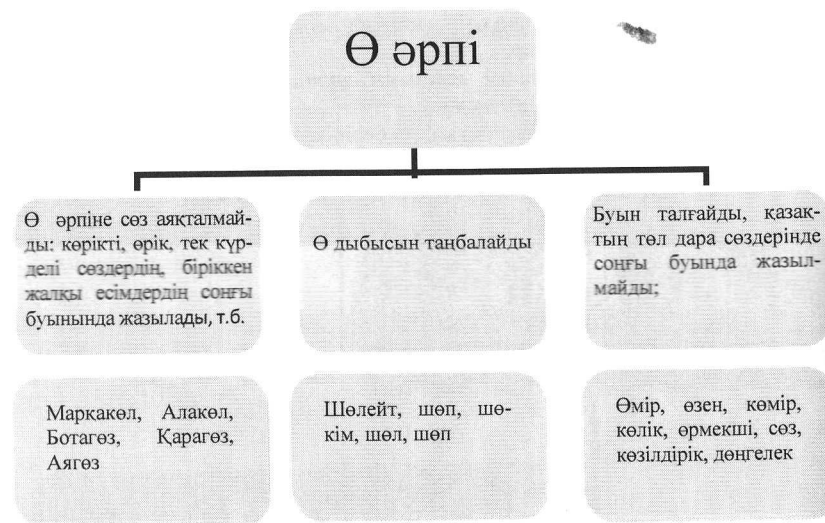 Ө әрпі
Ө әрпіне сөз аяқталмай-
ды: көрікті, өрік, тек күр-
делі сөздердің, біріккен
жалқы есімдердің соңғы
буынында жазылады, т.б.
Ө дыбысын таңбалайды
Буын талғайды, қазақ-
тың төл дара сөздерінде
соңғы буында жазыл-
майды;
Марқакөл, Алакөл,
Ботагөз, Қарагөз,
Аягөз
Шөлейт, шөп, шө-
кім, шөл, шөп
Өмір, өзен, көмір,
көлік, өрмекші, сөз,
көзілдірік, дөңгелек